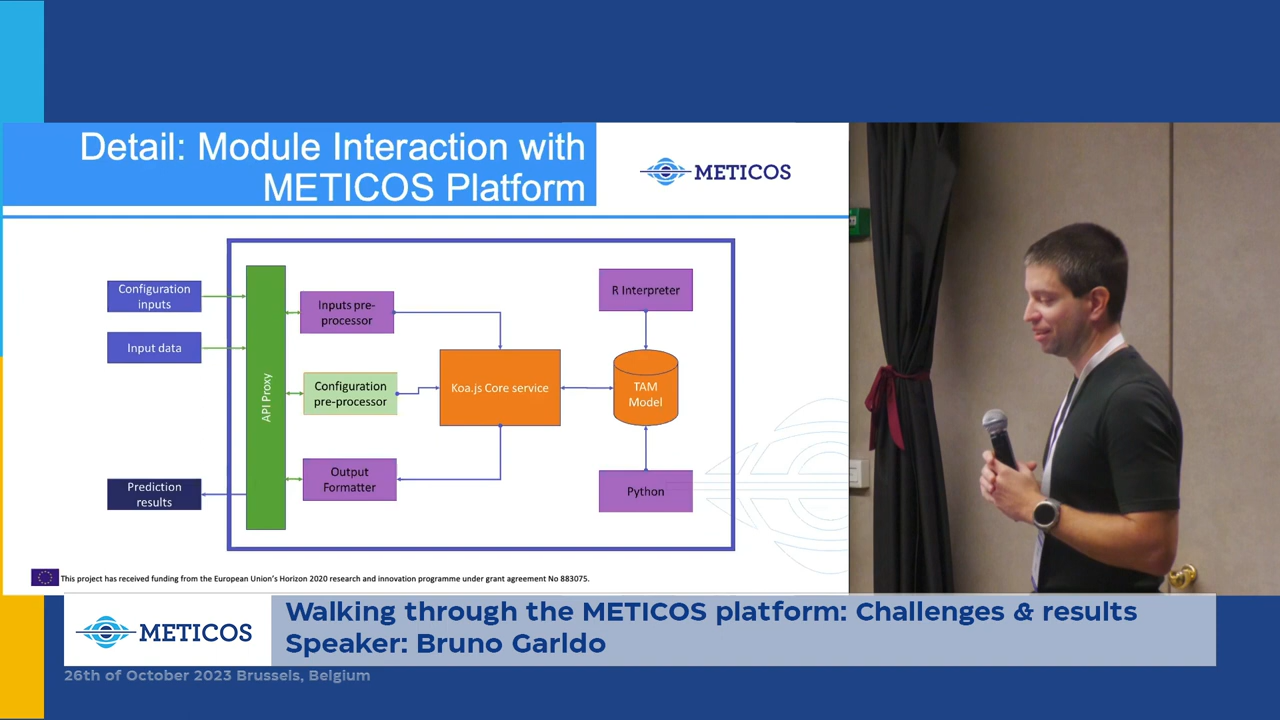 Detail: Module Interaction with
METICOS Platform
METICOS
Configuration
inputs
Input data
Prediction
results
API Proxy
Inputs pre-
processor
Configuration
pre-processor
Output
Formatter
Koa.js Core service
R Interpreter
TAM
Model
Python
This project has received funding from the European Union's Horizon 2020 research and innovation programme under grant agreement No 883075.
METICOS
Walking through the METICOS platform: Challenges & results
Speaker: Bruno Garldo
26th of October 2023 Brussels, Belgium